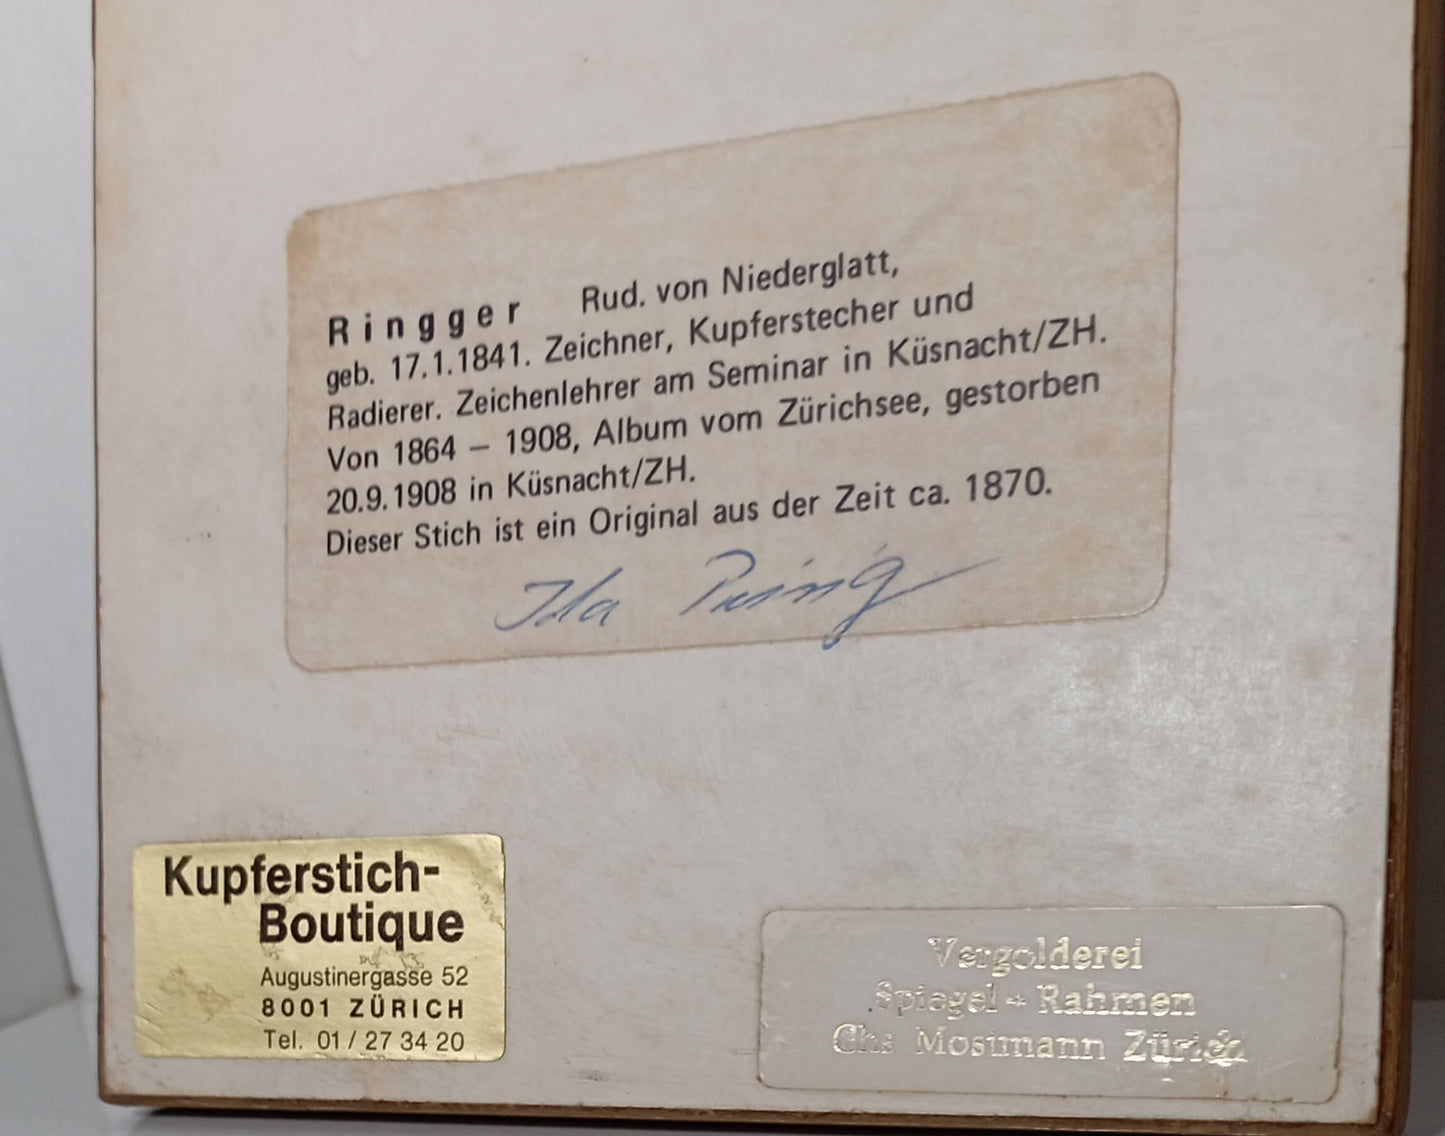 Ringger Rud. von Niederglatt,
geb. 17.1.1841. Zeichner, Kupferstecher und
Radierer. Zeichenlehrer am Seminar in Küsnacht/ZH.
Von 1864 – 1908, Album vom Zürichsee, gestorben
20.9.1908 in Küsnacht/ZH.
Dieser Stich ist ein Original aus der Zeit ca. 1870.
Ida
Kupferstich-
Boutique
Augustinergasse 52
8001 ZÜRICH
Tel. 01 / 27 34 20
Vergolderei
Spiegel + Rahmen
Chs Mosimann Zürich